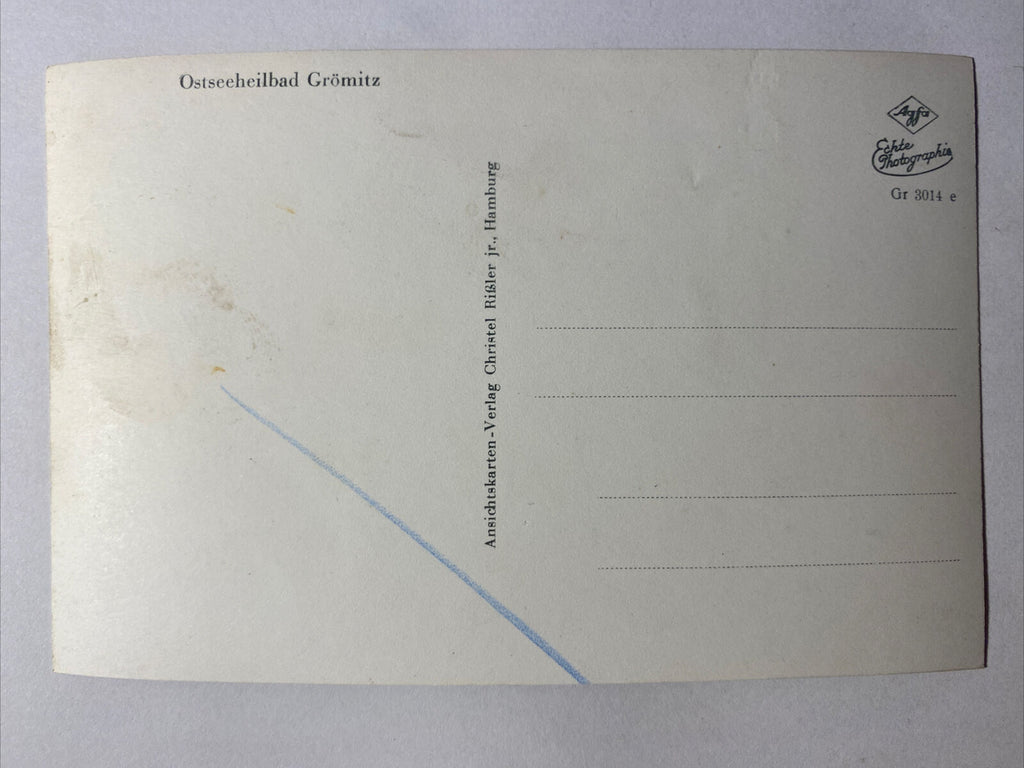 Ostseeheilbad Grömitz
Agfa
Echte
Photographie
Gr 3014 e
Ansichtskarten-Verlag Christel Rißler jr., Hamburg